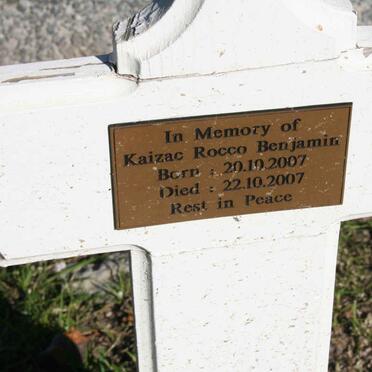 In Memory of
Kaizac Rocco Benjamin
Born : 20.10.2007
Died : 22.10.2007
Rest in Peace